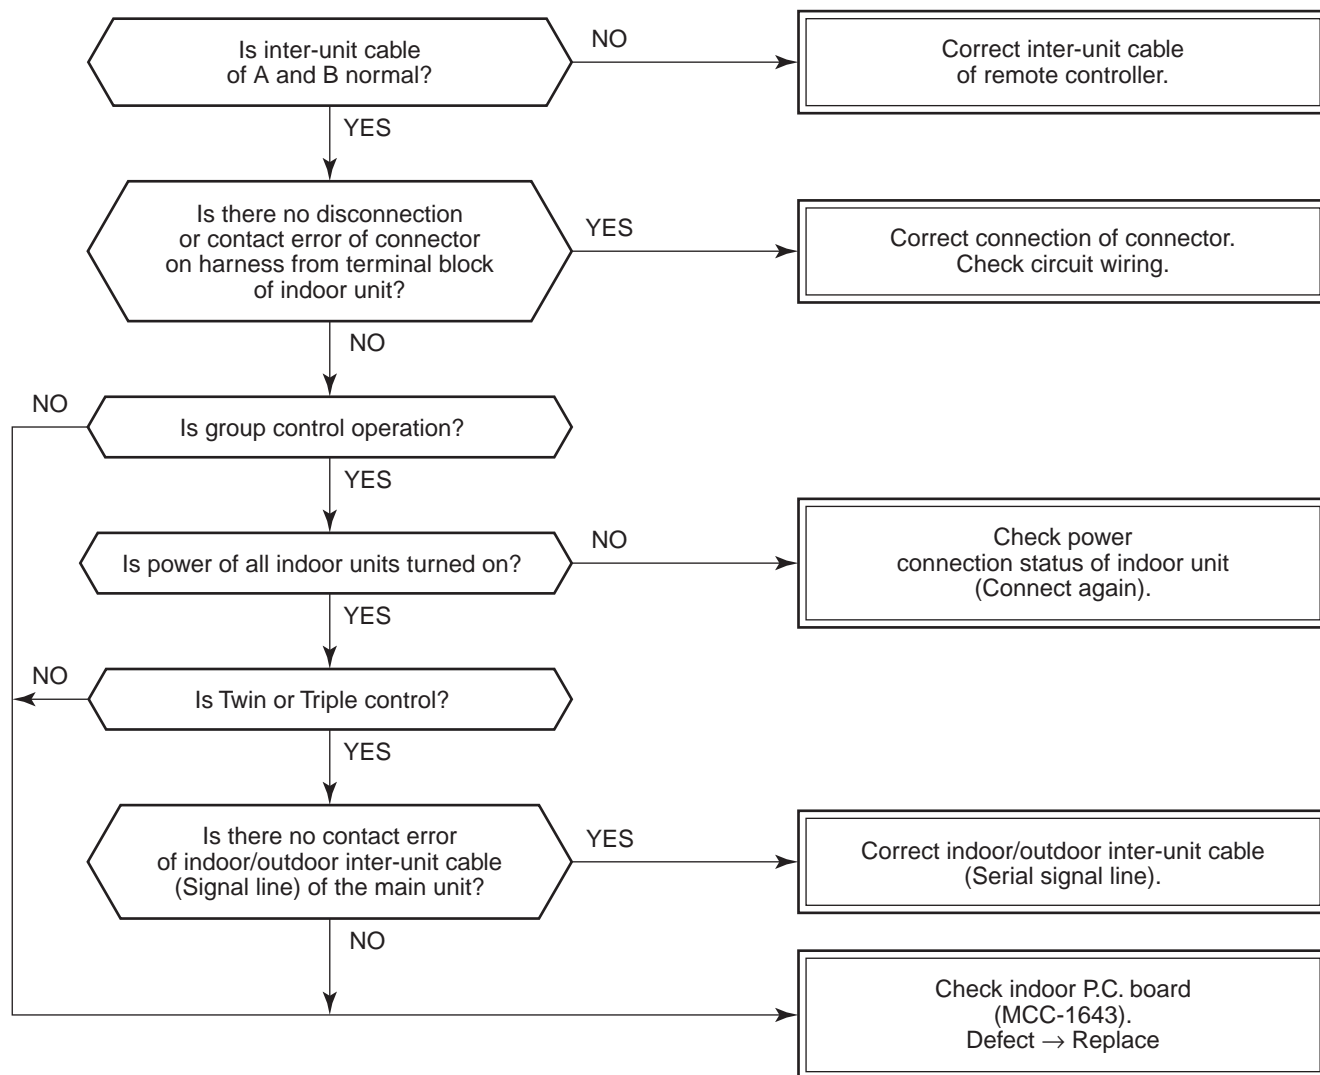 Is inter-unit cable
of A and B normal?
NO
Correct inter-unit cable
of remote controller.
YES
Is there no disconnection
or contact error of connector
on harness from terminal block
of indoor unit?
YES
Correct connection of connector.
Check circuit wiring.
NO
NO
Is group control operation?
YES
Is power of all indoor units turned on?
NO
Check power
connection status of indoor unit
(Connect again).
YES
NO
Is Twin or Triple control?
YES
Is there no contact error
of indoor/outdoor inter-unit cable
(Signal line) of the main unit?
YES
Correct indoor/outdoor inter-unit cable
(Serial signal line).
NO
Check indoor P.C. board
(MCC-1643).
Defect → Replace